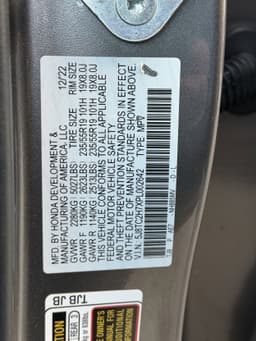 MFD. BY HONDA DEVELOPMENT & 12/22
MANUFACTURING OF AMERICA, LLC
GVWR 2280KG 5027LBS TIRE SIZE RIM SIZE
GAWR F 1190KG 2623LBS 235/55R19 101H 19X8.0J
GAWR R 1140KG 2513LBS 235/55R19 101H 19X8.0J
THIS VEHICLE CONFORMS TO ALL APPLICABLE
FEDERAL MOTOR VEHICLE SAFETY AND THEFT
PREVENTION STANDARDS IN EFFECT
ON THE DATE OF MANUFACTURE SHOWN ABOVE.
V.I.N. 5J8TC2H7XPL002642 TYPE: MPV
TJB JB
REAR 3